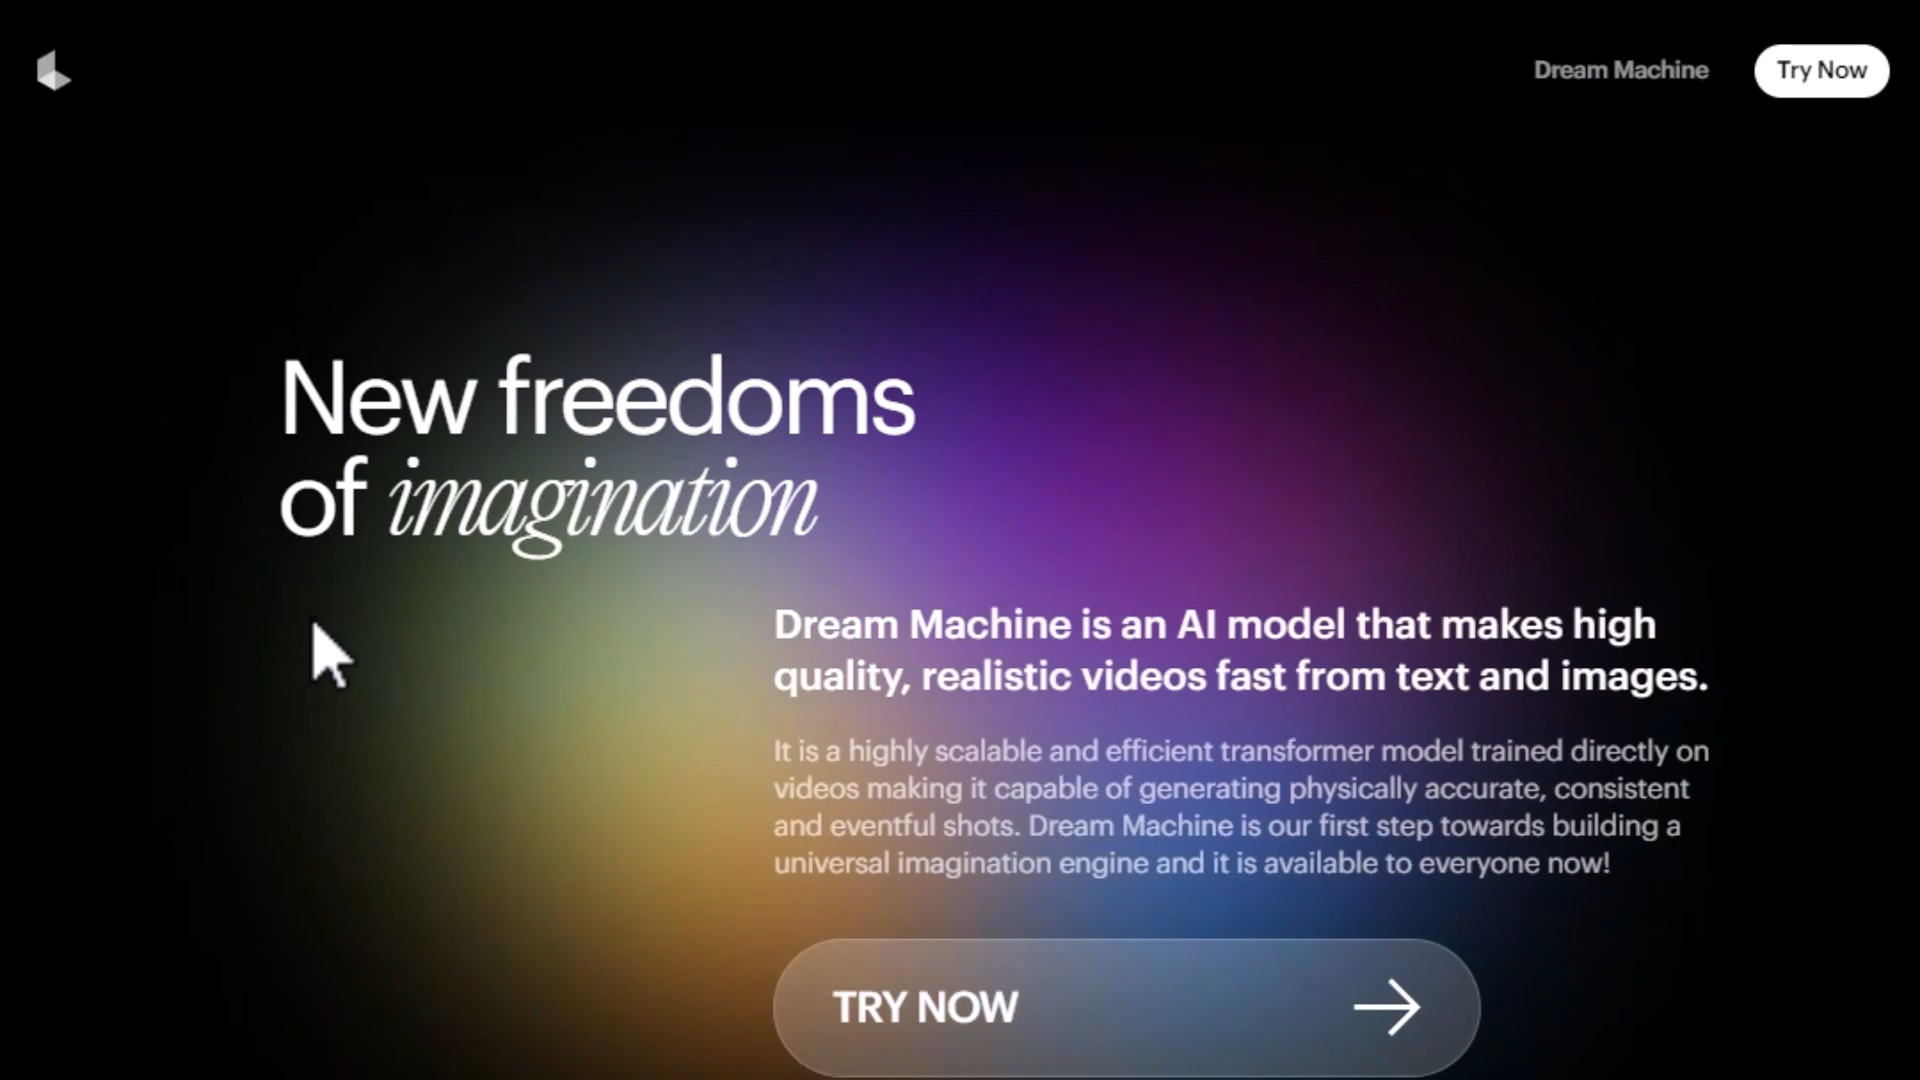 Dream Machine
Try Now
New freedoms
of imagination
Dream Machine is an AI model that makes high
quality, realistic videos fast from text and images.
It is a highly scalable and efficient transformer model trained directly on
videos making it capable of generating physically accurate, consistent
and eventful shots. Dream Machine is our first step towards building a
universal imagination engine and it is available to everyone now!
TRY NOW